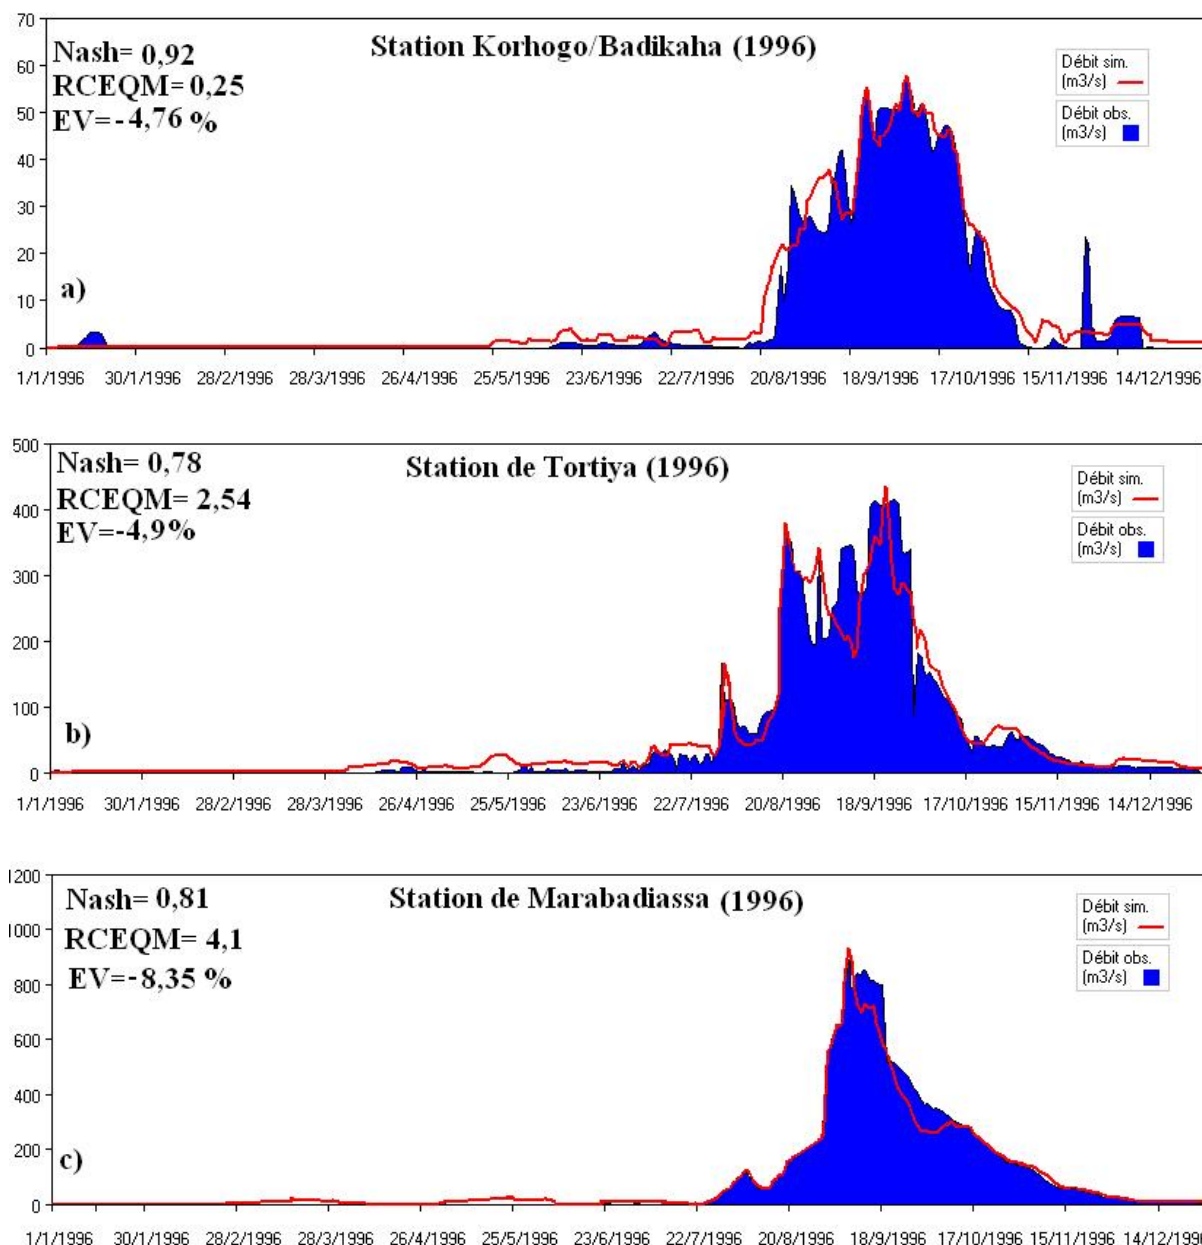 70
Nash= 0,92
Station Korhogo/Badikaha (1996)
60
RCEQM= 0,25
Débit sim.
(m3/s)
50
EV=-4,76 %
Débit obs.
(m3/s)
40
30
20
a)
10
0
1/1/1996 30/1/1996 28/2/1996 28/3/1996 26/4/1996 25/5/1996 23/6/1996 22/7/1996 20/8/1996 18/9/1996 17/10/1996 15/11/1996 14/12/1996
500
Nash= 0,78
Station de Tortiya (1996)
RCEQM= 2,54
Débit sim.
(m3/s)
400
EV=-4,9%
Débit obs.
(m3/s)
300
200
100
b)
0
1/1/1996 30/1/1996 28/2/1996 28/3/1996 26/4/1996 25/5/1996 23/6/1996 22/7/1996 20/8/1996 18/9/1996 17/10/1996 15/11/1996 14/12/1996
1200
Nash= 0,81
Station de Marabadiassa (1996)
1000
RCEQM= 4,1
Débit sim.
(m3/s)
EV=-8,35 %
Débit obs.
(m3/s)
800
600
400
200
c)
0
1/1/1996 30/1/1996 28/2/1996 28/3/1996 26/4/1996 25/5/1996 23/6/1996 22/7/1996 20/8/1996 18/9/1996 17/10/1996 15/11/1996 14/12/1996